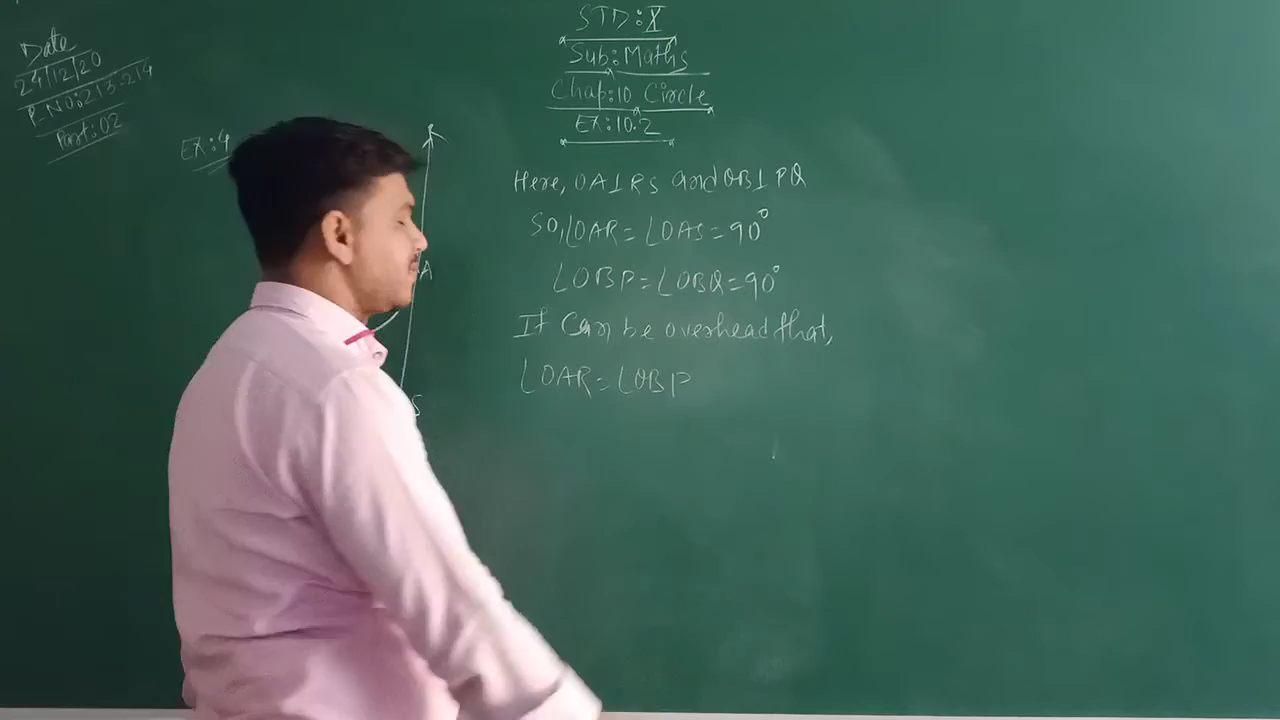 Date
24/12/20
P.NO:213-214
Part:02
STD:X
Sub:Maths
Chap:10 Circle
EX:10.2
EX:4
A
S
Here, OA⊥RS and OB⊥PQ
SO,∠OAR=∠OAS=90°
∠OBP=∠OBQ=90°
It Can be overhead that,
∠OAR=∠OBP